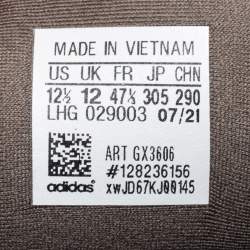 MADE IN VIETNAM
US UK FR JP CHN
12½ 12 47⅓ 305 290
LHG 029003 07/21
ART GX3606
#128236156
adidas xwJD67KJ00145